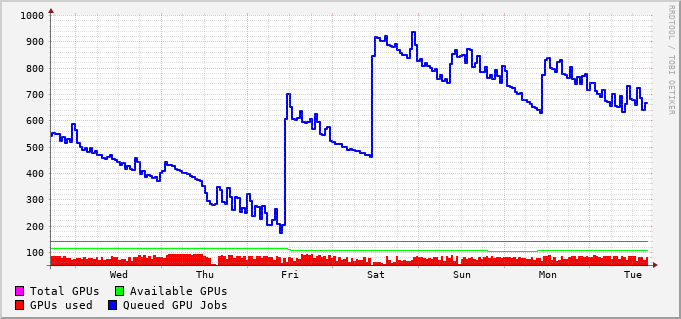 1000
900
800
700
600
500
400
300
200
100
Wed Thu Fri Sat Sun Mon Tue
Total GPUs Available GPUs
GPUs used Queued GPU Jobs
RRDTOOL / TOBI OETIKER